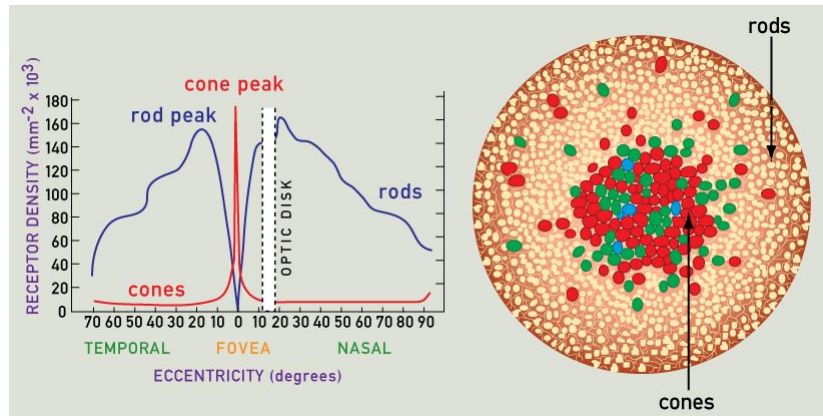 RECEPTOR DENSITY (mm⁻² x 10³)
180
160
140
120
100
80
60
40
20
0
cone peak
rod peak
rods
cones
OPTIC DISK
70 60 50 40 30 20 10 0 10 20 30 40 50 60 70 80 90
TEMPORAL FOVEA NASAL
ECCENTRICITY (degrees)
rods
cones